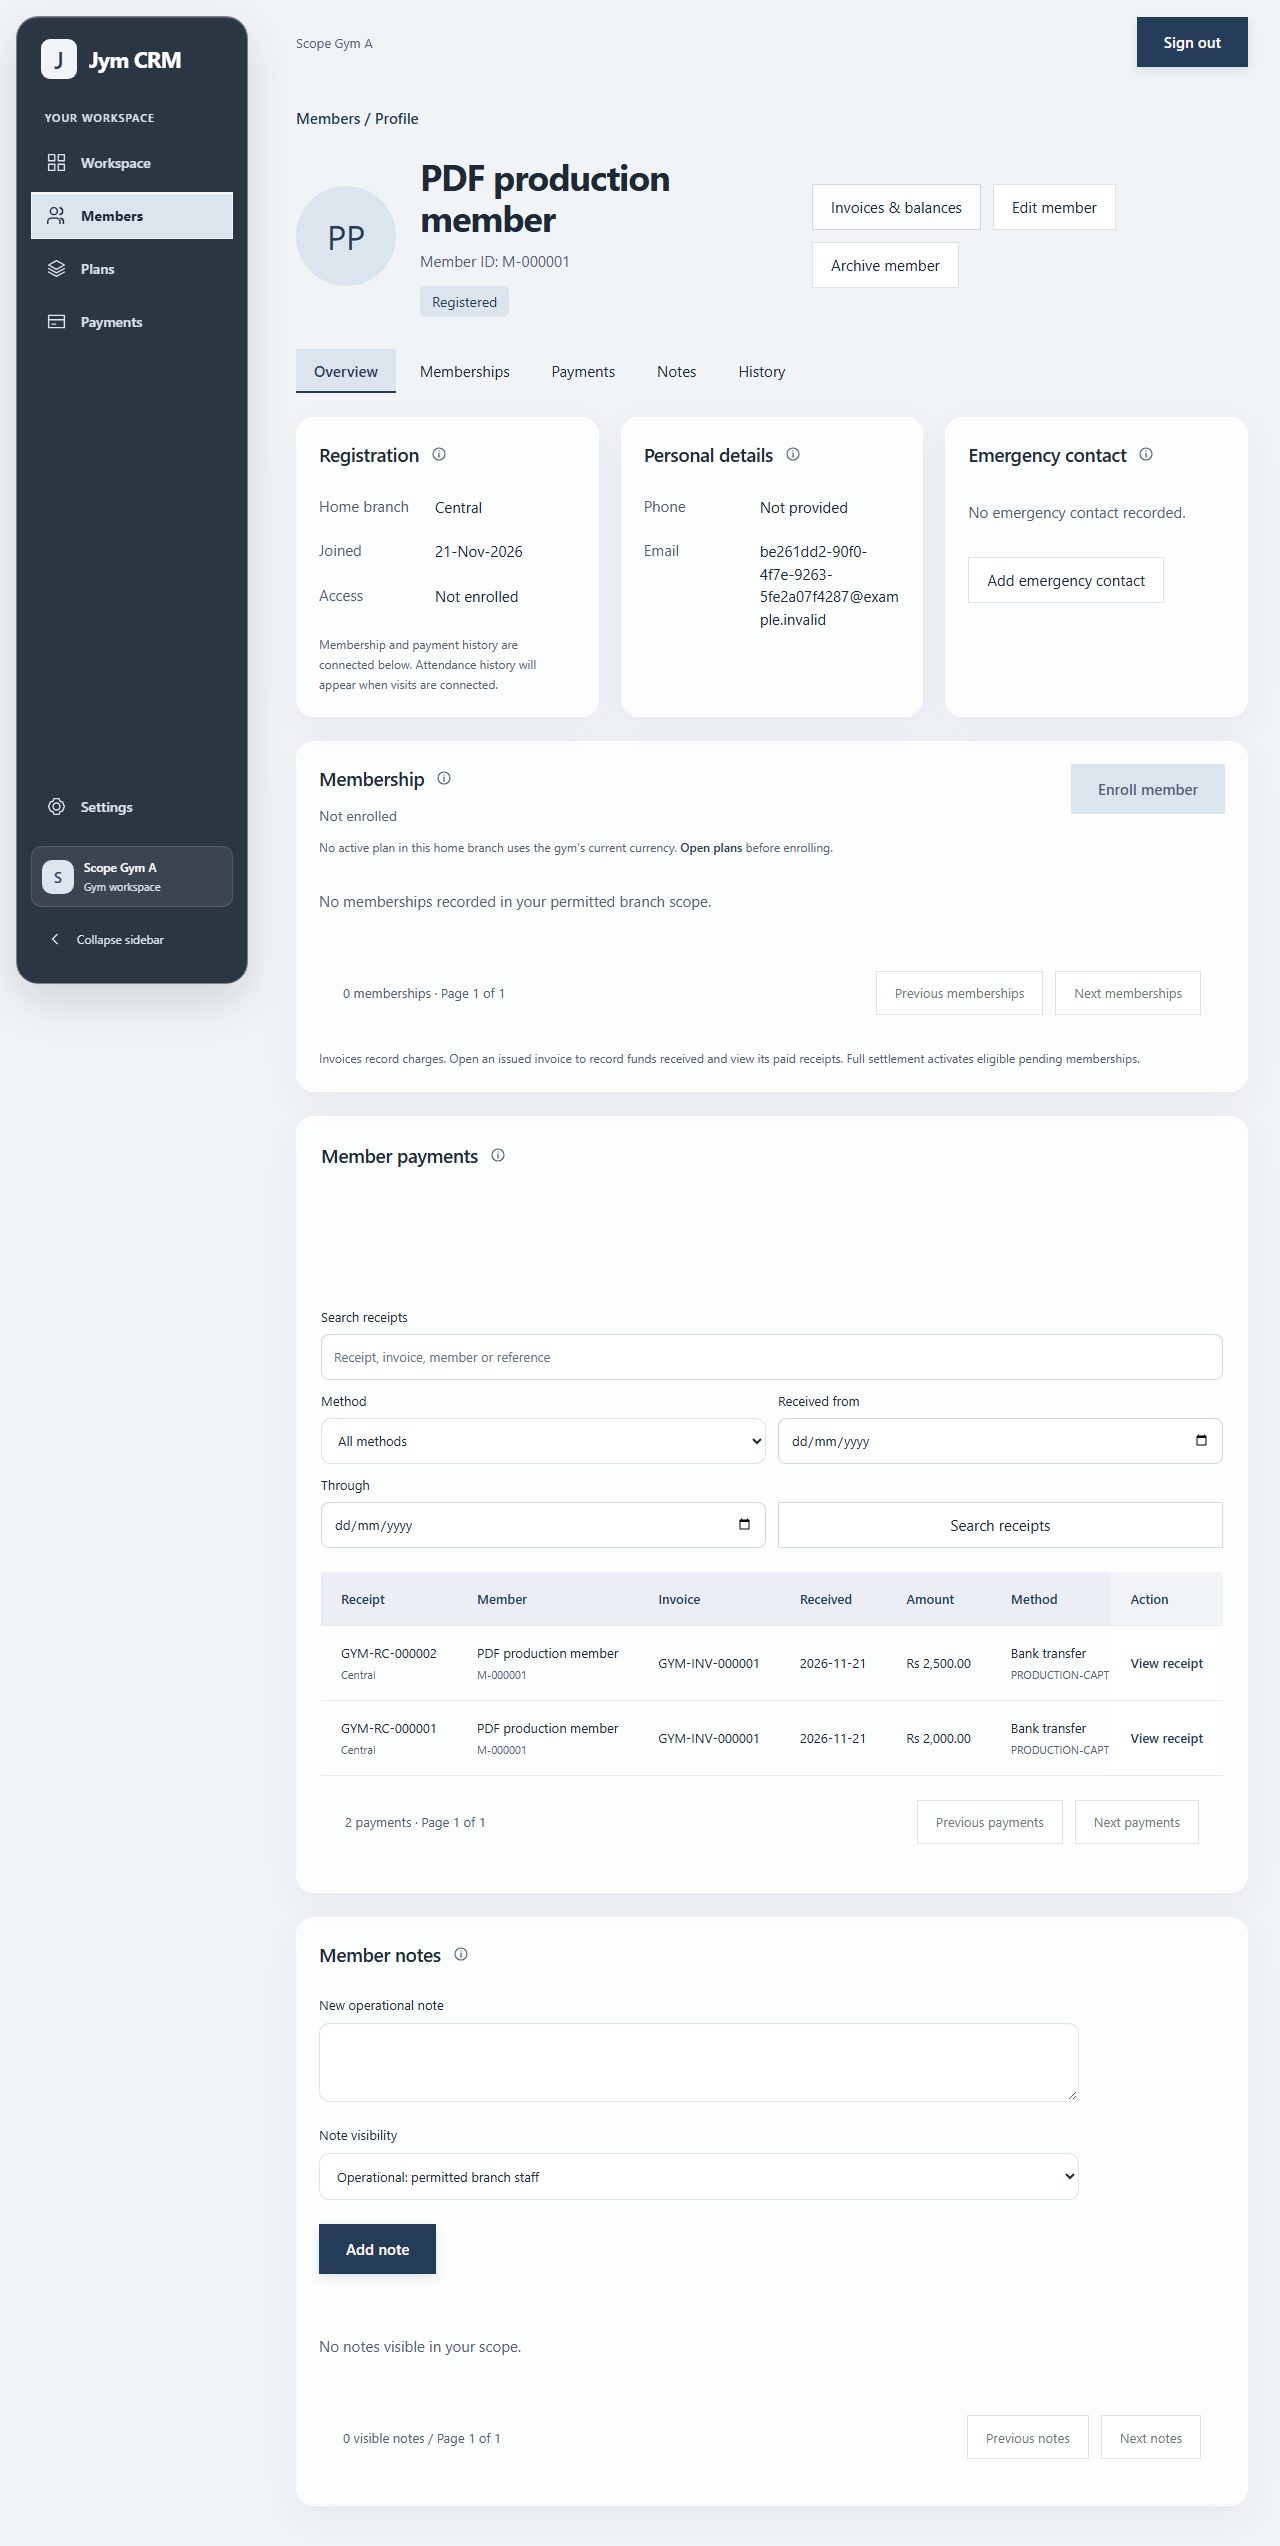 J Jym CRM
YOUR WORKSPACE
Workspace
Members
Plans
Payments
Settings
S
Scope Gym A
Gym workspace
Collapse sidebar
Scope Gym A
Sign out
Members / Profile
PP
PDF production
member
Member ID: M-000001
Registered
Invoices & balances
Edit member
Archive member
Overview
Memberships
Payments
Notes
History
Registration
Home branch Central
Joined 21-Nov-2026
Access Not enrolled
Membership and payment history are
connected below. Attendance history will
appear when visits are connected.
Personal details
Phone Not provided
Email be261dd2-90f0-
4f7e-9263-
5fe2a07f4287@exam
ple.invalid
Emergency contact
No emergency contact recorded.
Add emergency contact
Membership
Enroll member
Not enrolled
No active plan in this home branch uses the gym's current currency. Open plans before enrolling.
No memberships recorded in your permitted branch scope.
0 memberships · Page 1 of 1
Previous memberships
Next memberships
Invoices record charges. Open an issued invoice to record funds received and view its paid receipts. Full settlement activates eligible pending memberships.
Member payments
Search receipts
Receipt, invoice, member or reference
Method
All methods
Received from
dd/mm/yyyy
Through
dd/mm/yyyy
Search receipts
Receipt Member Invoice Received Amount Method Action
GYM-RC-000002 PDF production member GYM-INV-000001 2026-11-21 Rs 2,500.00 Bank transfer View receipt
Central M-000001 PRODUCTION-CAPT
GYM-RC-000001 PDF production member GYM-INV-000001 2026-11-21 Rs 2,000.00 Bank transfer View receipt
Central M-000001 PRODUCTION-CAPT
2 payments · Page 1 of 1
Previous payments
Next payments
Member notes
New operational note
Note visibility
Operational: permitted branch staff
Add note
No notes visible in your scope.
0 visible notes / Page 1 of 1
Previous notes
Next notes